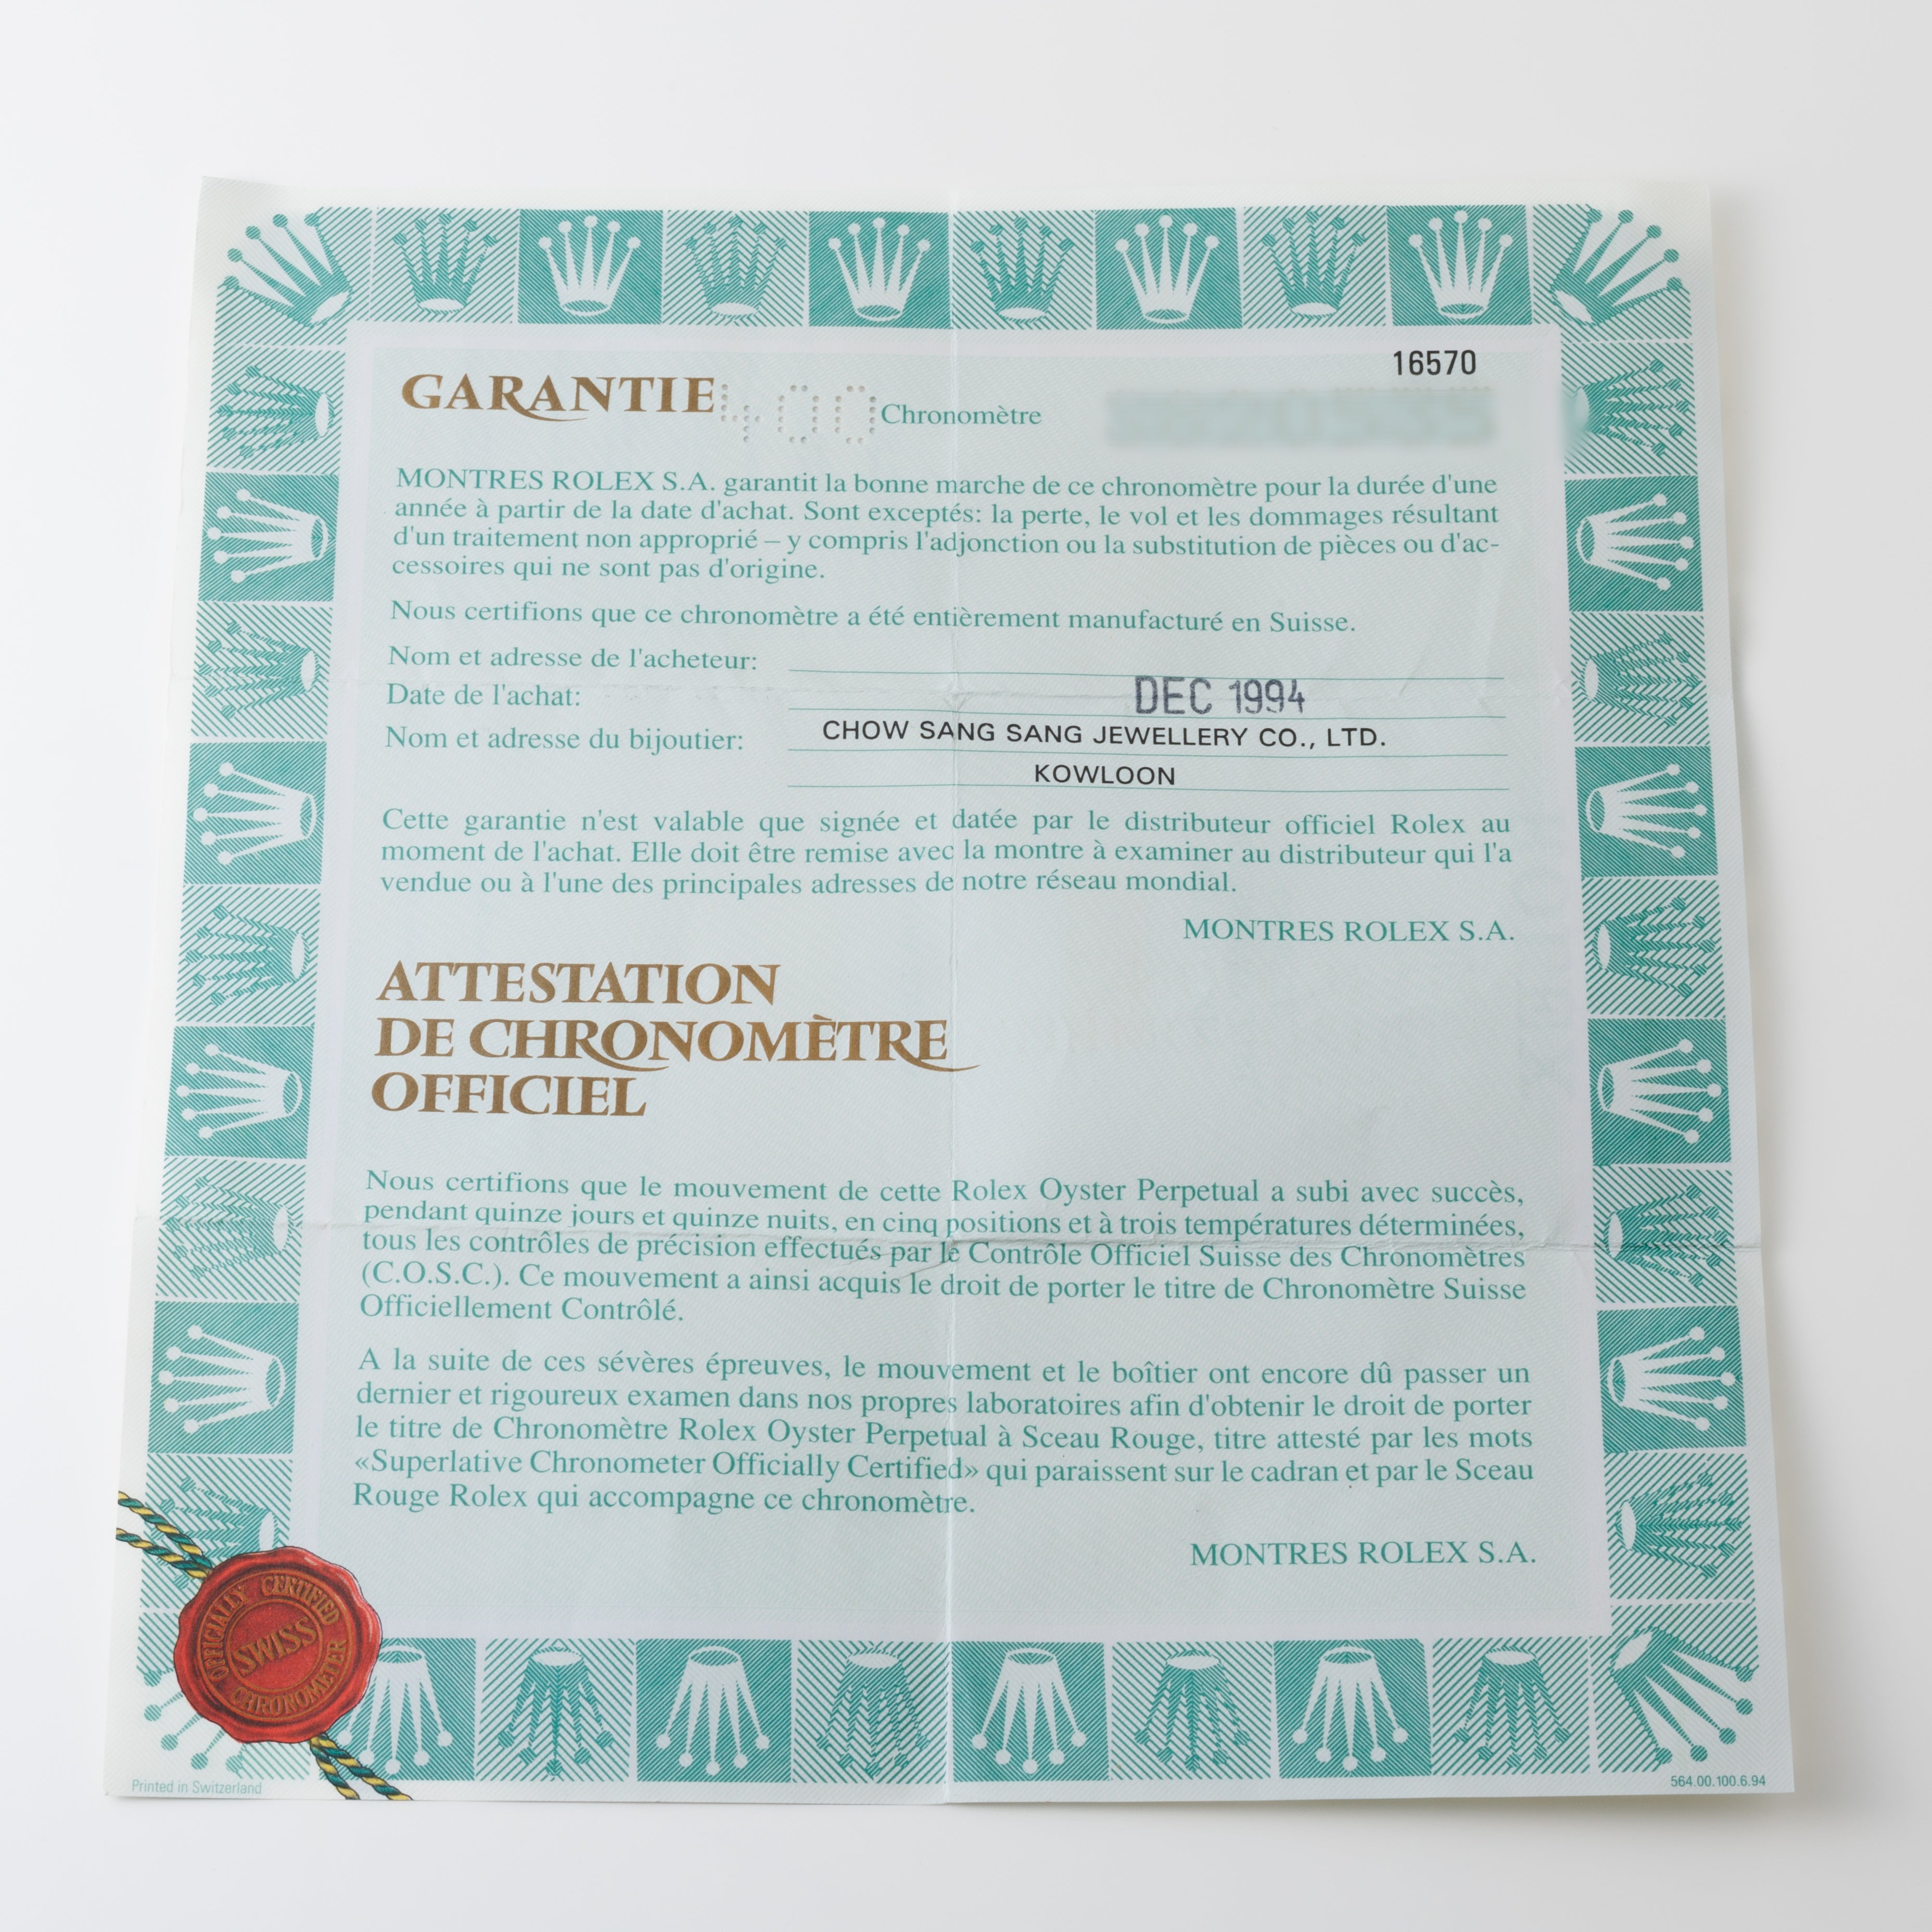 16570
GARANTIE 400 Chronomètre
MONTRES ROLEX S.A. garantit la bonne marche de ce chronomètre pour la durée d'une
année à partir de la date d'achat. Sont exceptés: la perte, le vol et les dommages résultant
d'un traitement non approprié – y compris l'adjonction ou la substitution de pièces ou d'ac-
cessoires qui ne sont pas d'origine.
Nous certifions que ce chronomètre a été entièrement manufacturé en Suisse.
Nom et adresse de l'acheteur:
Date de l'achat: DEC 1994
Nom et adresse du bijoutier: CHOW SANG SANG JEWELLERY CO., LTD.
KOWLOON
Cette garantie n'est valable que signée et datée par le distributeur officiel Rolex au
moment de l'achat. Elle doit être remise avec la montre à examiner au distributeur qui l'a
vendue ou à l'une des principales adresses de notre réseau mondial.
MONTRES ROLEX S.A.
ATTESTATION
DE CHRONOMÈTRE
OFFICIEL
Nous certifions que le mouvement de cette Rolex Oyster Perpetual a subi avec succès,
pendant quinze jours et quinze nuits, en cinq positions et à trois températures déterminées,
tous les contrôles de précision effectués par le Contrôle Officiel Suisse des Chronomètres
(C.O.S.C.). Ce mouvement a ainsi acquis le droit de porter le titre de Chronomètre Suisse
Officiellement Contrôlé.
A la suite de ces sévères épreuves, le mouvement et le boîtier ont encore dû passer un
dernier et rigoureux examen dans nos propres laboratoires afin d'obtenir le droit de porter
le titre de Chronomètre Rolex Oyster Perpetual à Sceau Rouge, titre attesté par les mots
«Superlative Chronometer Officially Certified» qui paraissent sur le cadran et par le Sceau
Rouge Rolex qui accompagne ce chronomètre.
MONTRES ROLEX S.A.
OFFICIALLY CERTIFIED
SWISS
CHRONOMETER
Printed in Switzerland
564.00.100.6.94